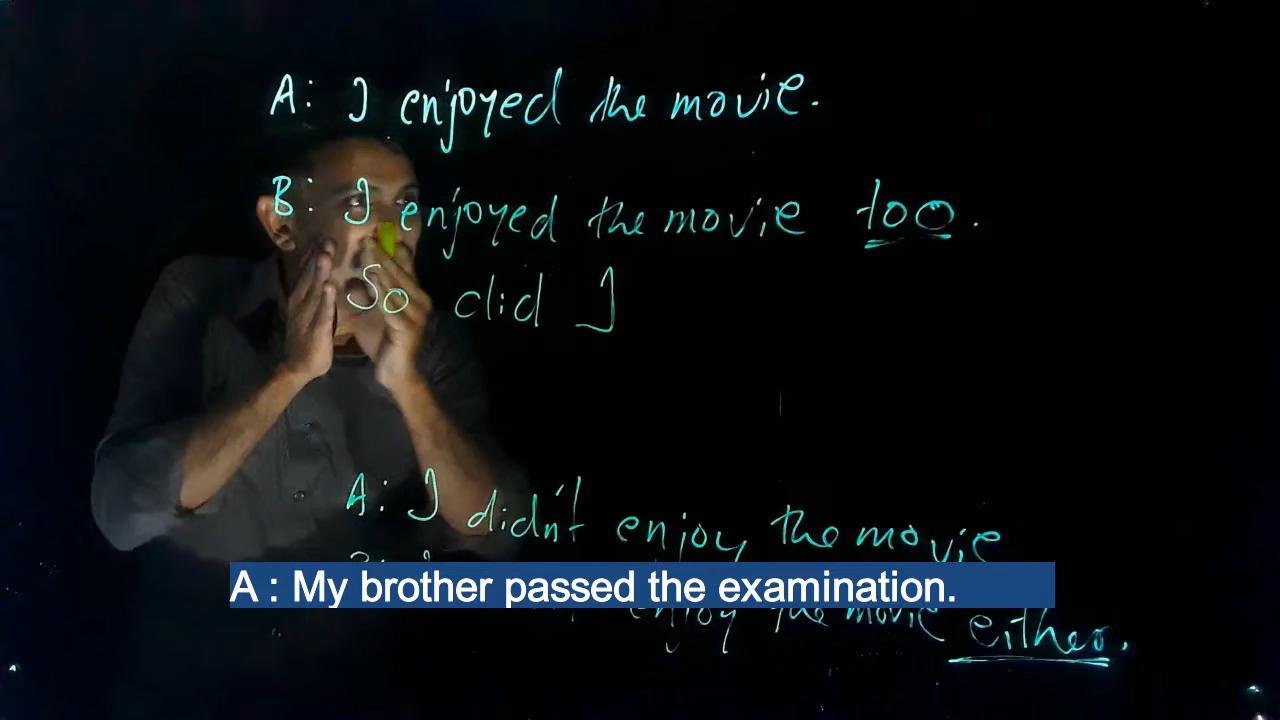 A: I enjoyed the movie.
B: I enjoyed the movie too.
So did I
A: I didn't enjoy the movie
A : My brother passed the examination.
enjoy the movie either.